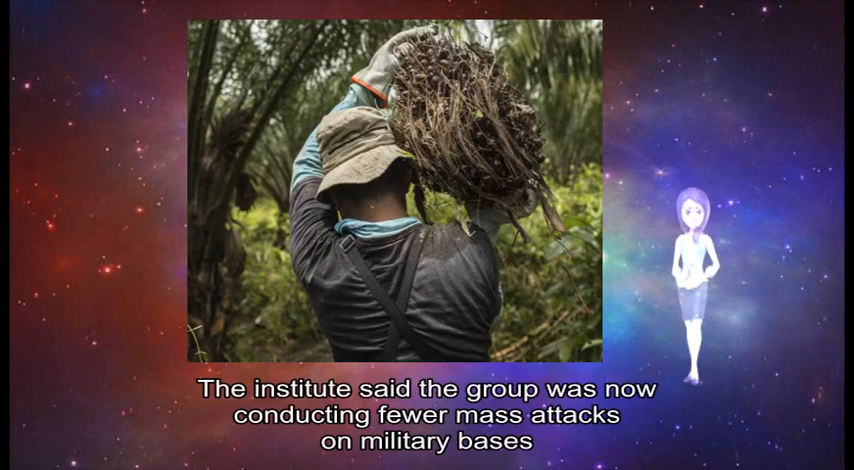 The institute said the group was now
conducting fewer mass attacks
on military bases